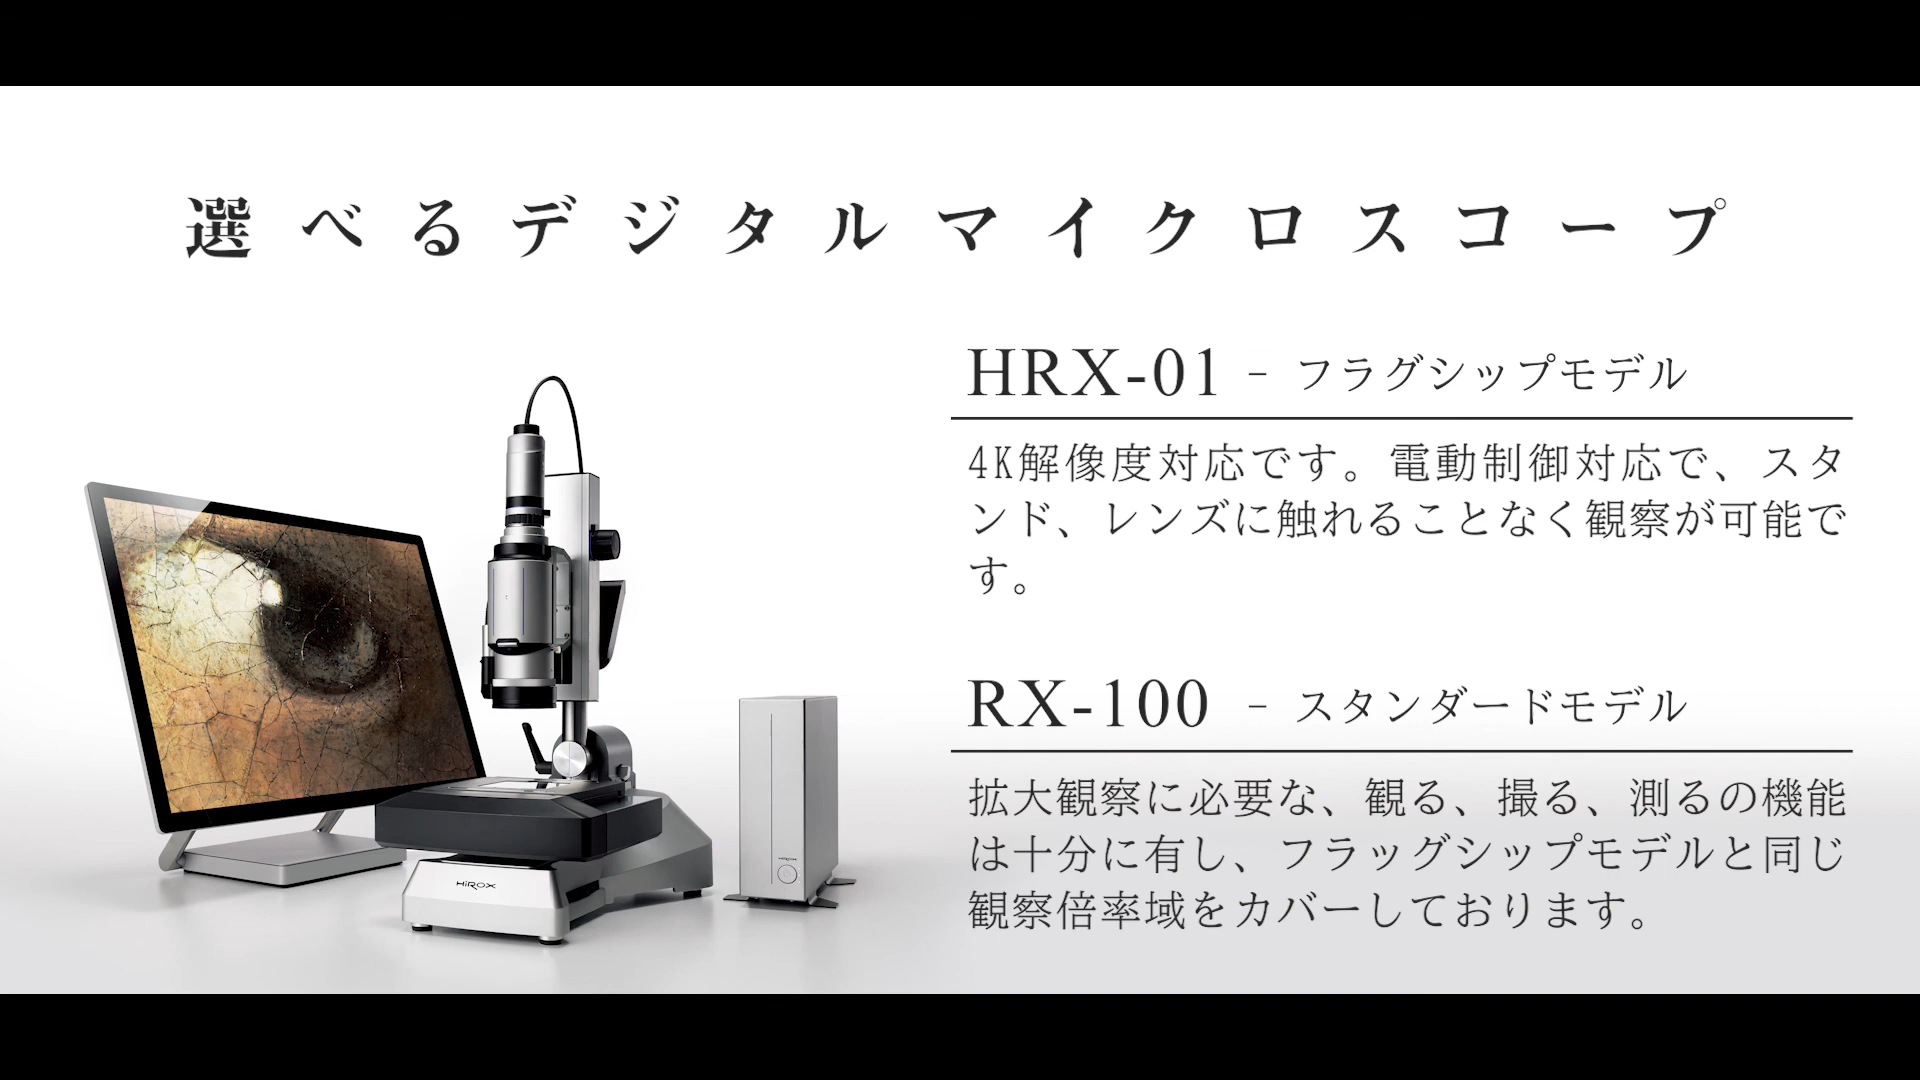 選べるデジタルマイクロスコープ
HRX-01 - フラグシップモデル
4K解像度対応です。電動制御対応で、スタ
ンド、レンズに触れることなく観察が可能で
す。
RX-100 - スタンダードモデル
拡大観察に必要な、観る、撮る、測るの機能
は十分に有し、フラッグシップモデルと同じ
観察倍率域をカバーしております。
HiROX
HiROX